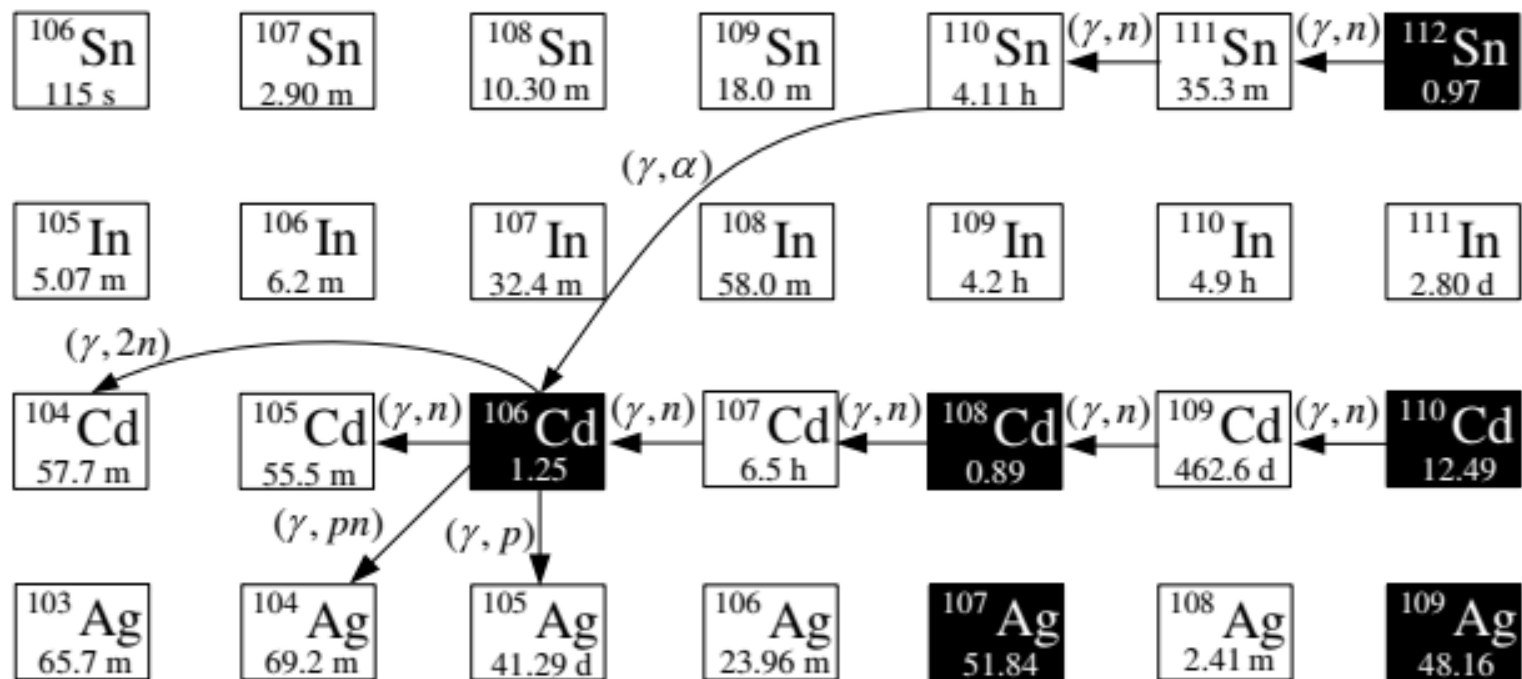 106Sn 107Sn 108Sn 109Sn 110Sn (γ,n) 111Sn (γ,n) 112Sn
115 s 2.90 m 10.30 m 18.0 m 4.11 h 35.3 m 0.97
(γ,α)
105In 106In 107In 108In 109In 110In 111In
5.07 m 6.2 m 32.4 m 58.0 m 4.2 h 4.9 h 2.80 d
(γ,2n)
104Cd 105Cd (γ,n) 106Cd (γ,n) 107Cd (γ,n) 108Cd (γ,n) 109Cd (γ,n) 110Cd
57.7 m 55.5 m 1.25 6.5 h 0.89 462.6 d 12.49
(γ, pn) (γ, p)
103Ag 104Ag 105Ag 106Ag 107Ag 108Ag 109Ag
65.7 m 69.2 m 41.29 d 23.96 m 51.84 2.41 m 48.16